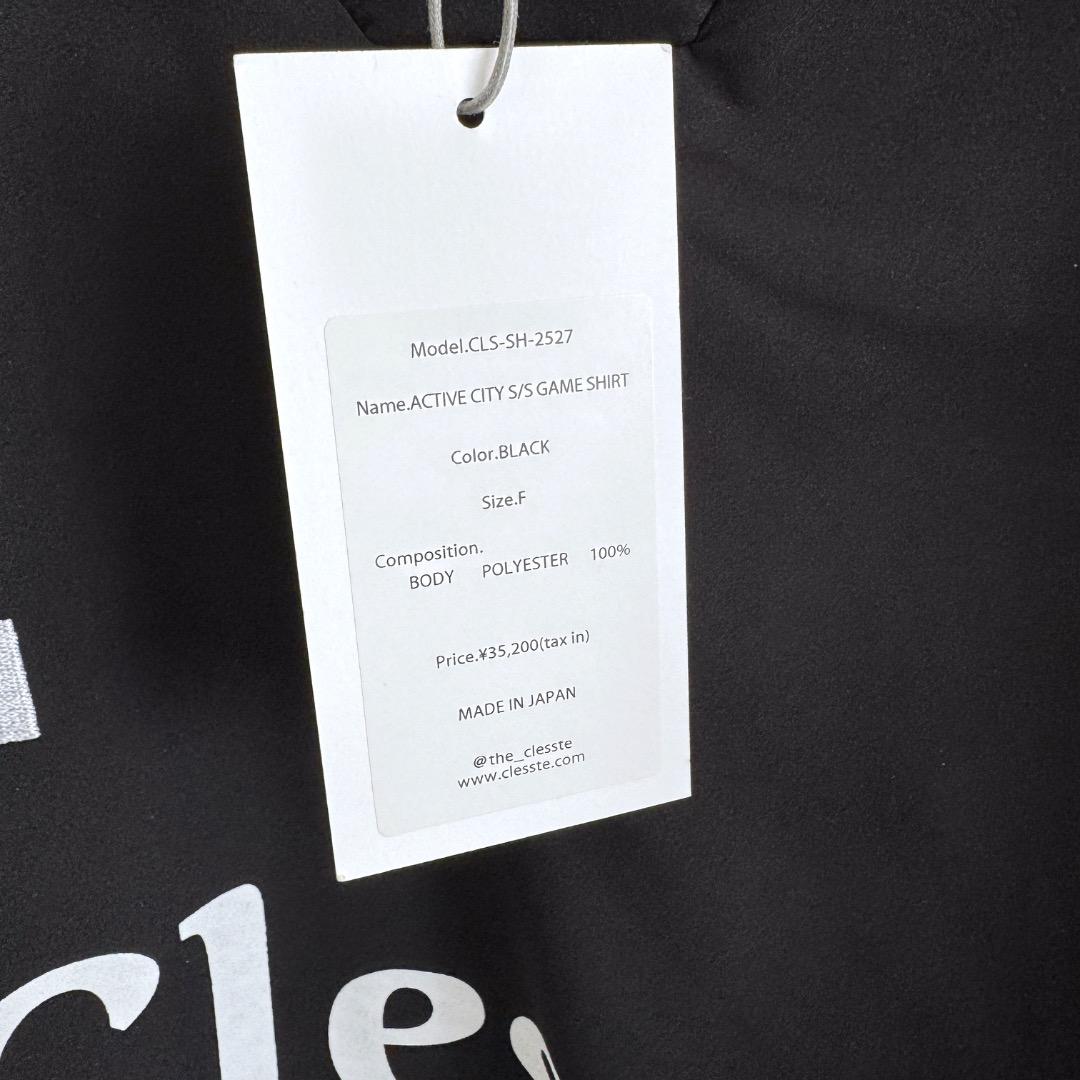 Model.CLS-SH-2527
Name.ACTIVE CITY S/S GAME SHIRT
Color.BLACK
Size.F
Composition.
BODY POLYESTER 100%
Price.¥35,200(tax in)
MADE IN JAPAN
@the_clesste
www.clesste.com
cle